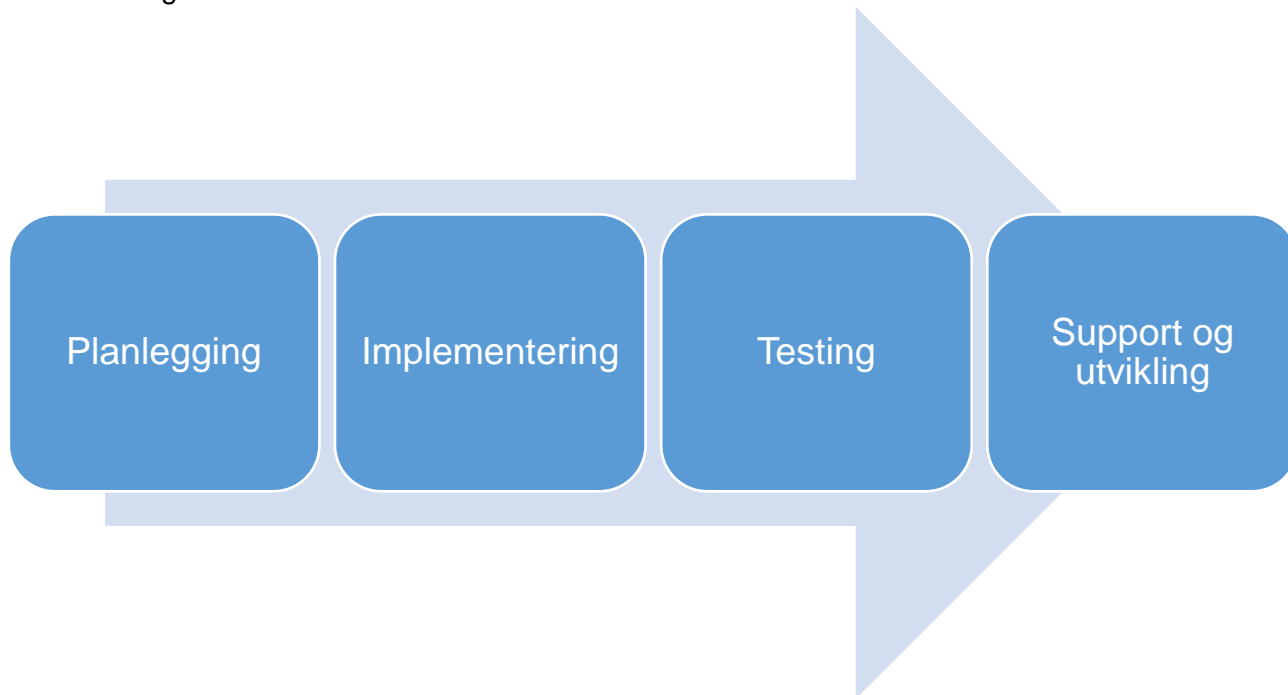 Planlegging
Implementering
Testing
Support og
utvikling